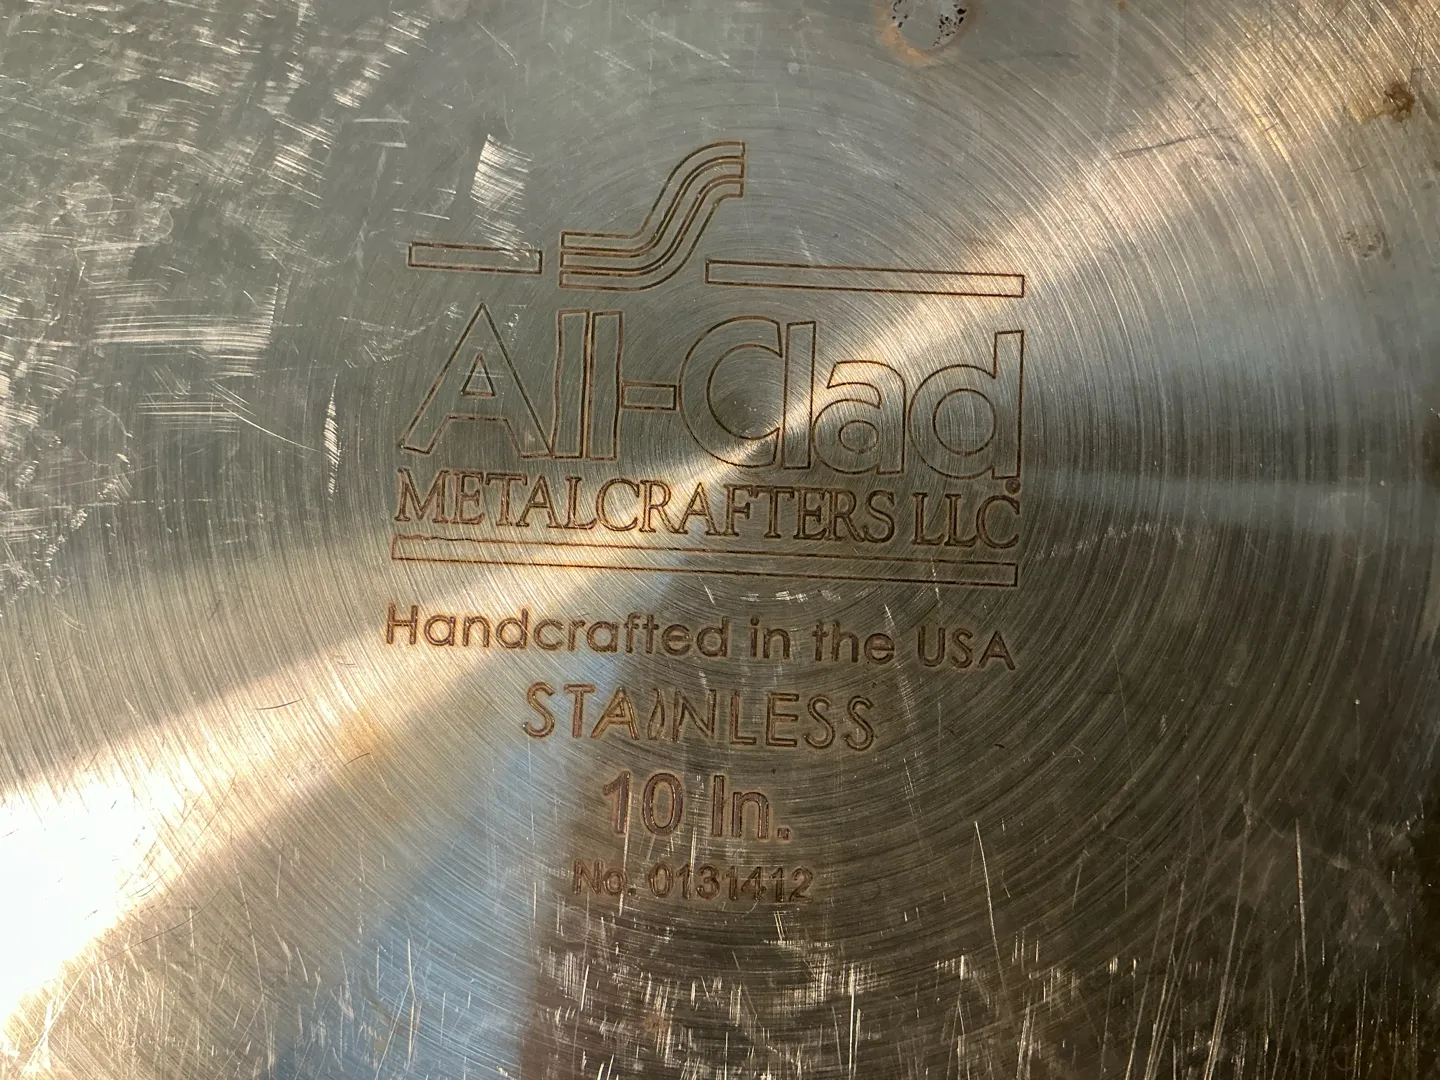 All-Clad
METALCRAFTERS LLC®
Handcrafted in the USA
STAINLESS
10 In.
No. 0131412